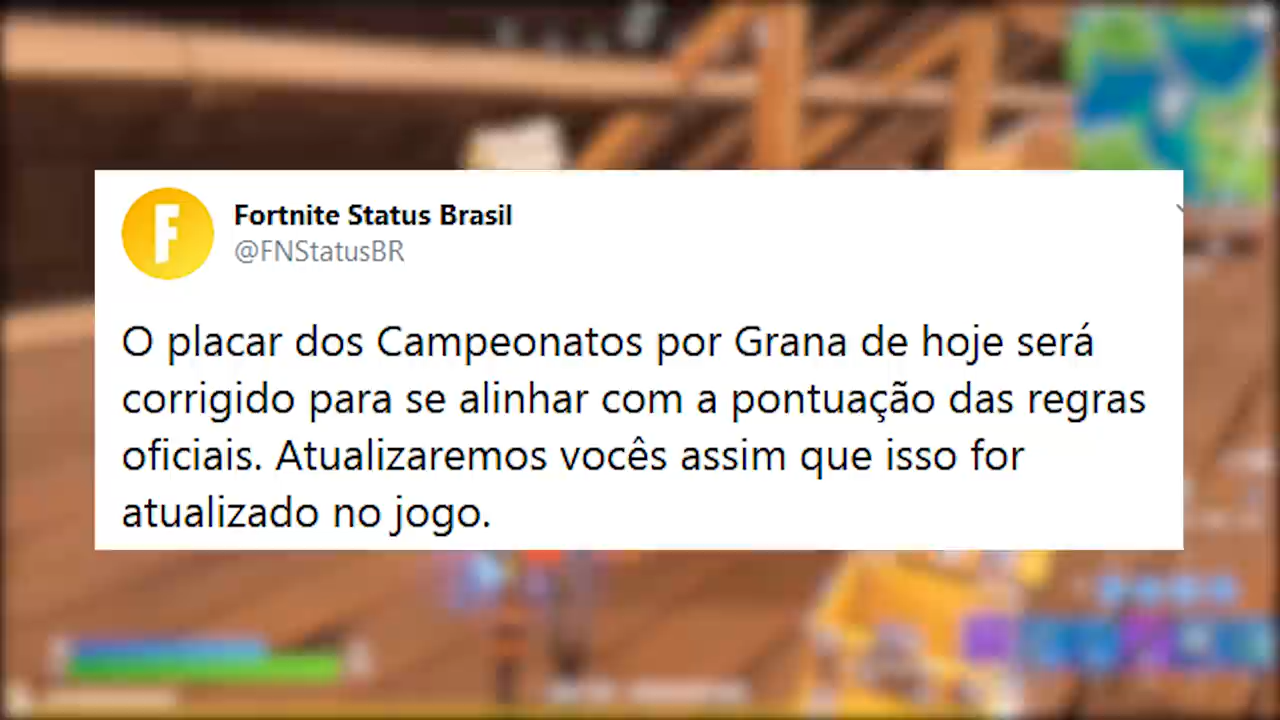 Fortnite Status Brasil
@FNStatusBR
O placar dos Campeonatos por Grana de hoje será
corrigido para se alinhar com a pontuação das regras
oficiais. Atualizaremos vocês assim que isso for
atualizado no jogo.